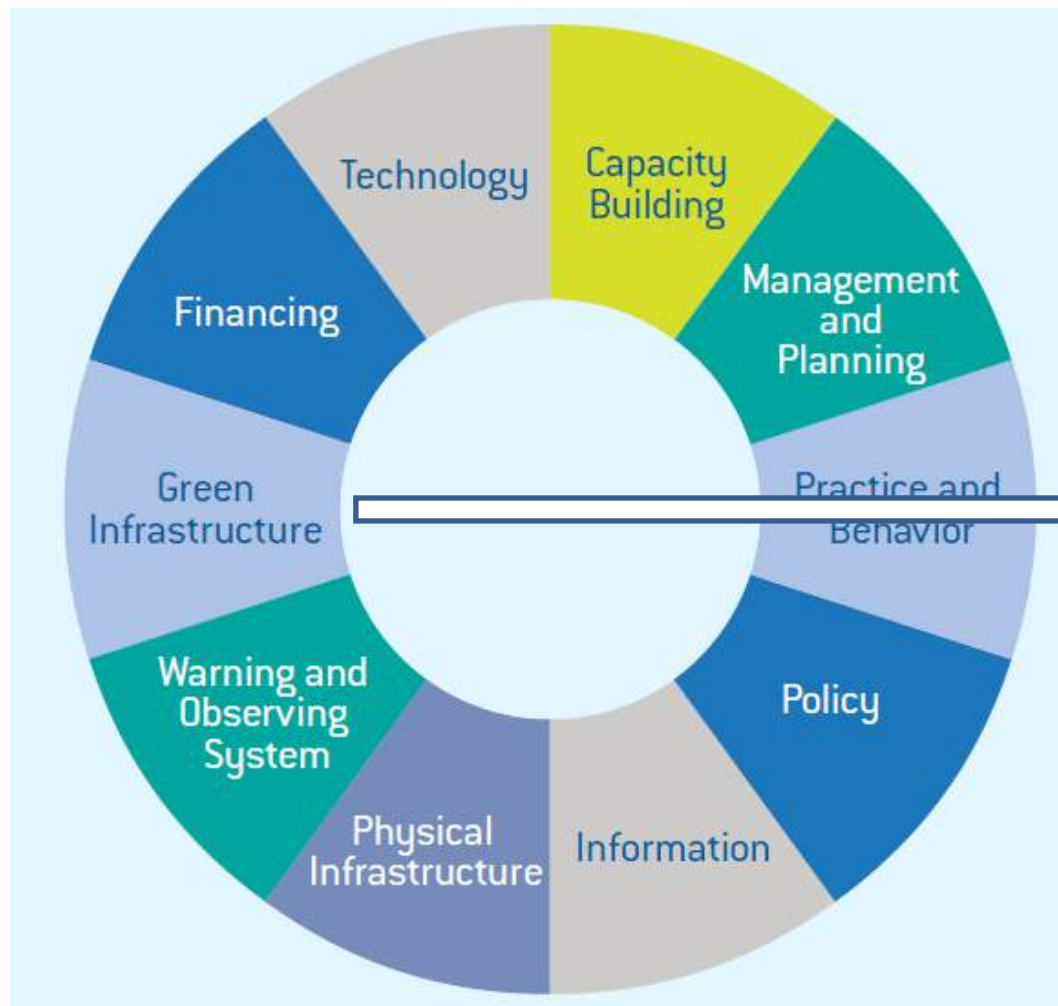 Technology
Capacity
Building
Management
and
Planning
Practice and
Behavior
Policy
Information
Physical
Infrastructure
Warning and
Observing
System
Green
Infrastructure
Financing